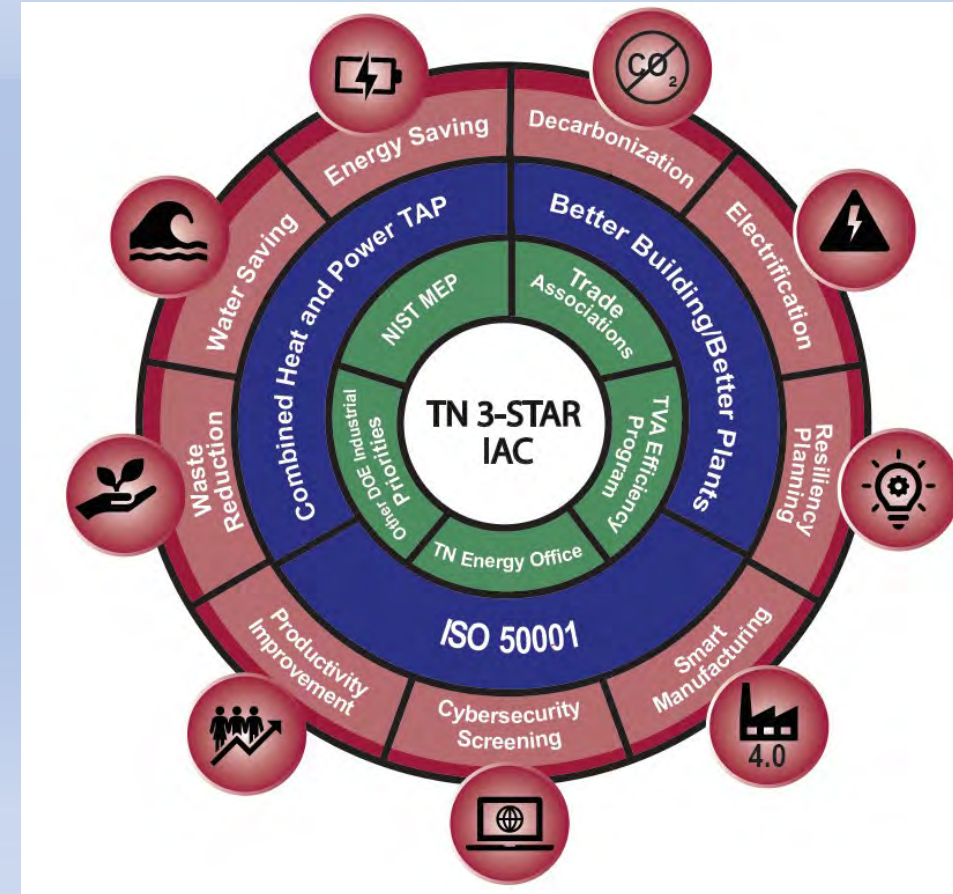 CO₂
Energy Saving
Decarbonization
Water Saving
Electrification
Combined Heat and Power TAP
Better Building/Better Plants
NIST MEP
Trade
Associations
TN 3-STAR
IAC
Other DOE Industrial
Priorities
TVA Efficiency
Program
TN Energy Office
Waste
Reduction
Resiliency
Planning
ISO 50001
Productivity
Improvement
Smart
Manufacturing
Cybersecurity
Screening
4.0